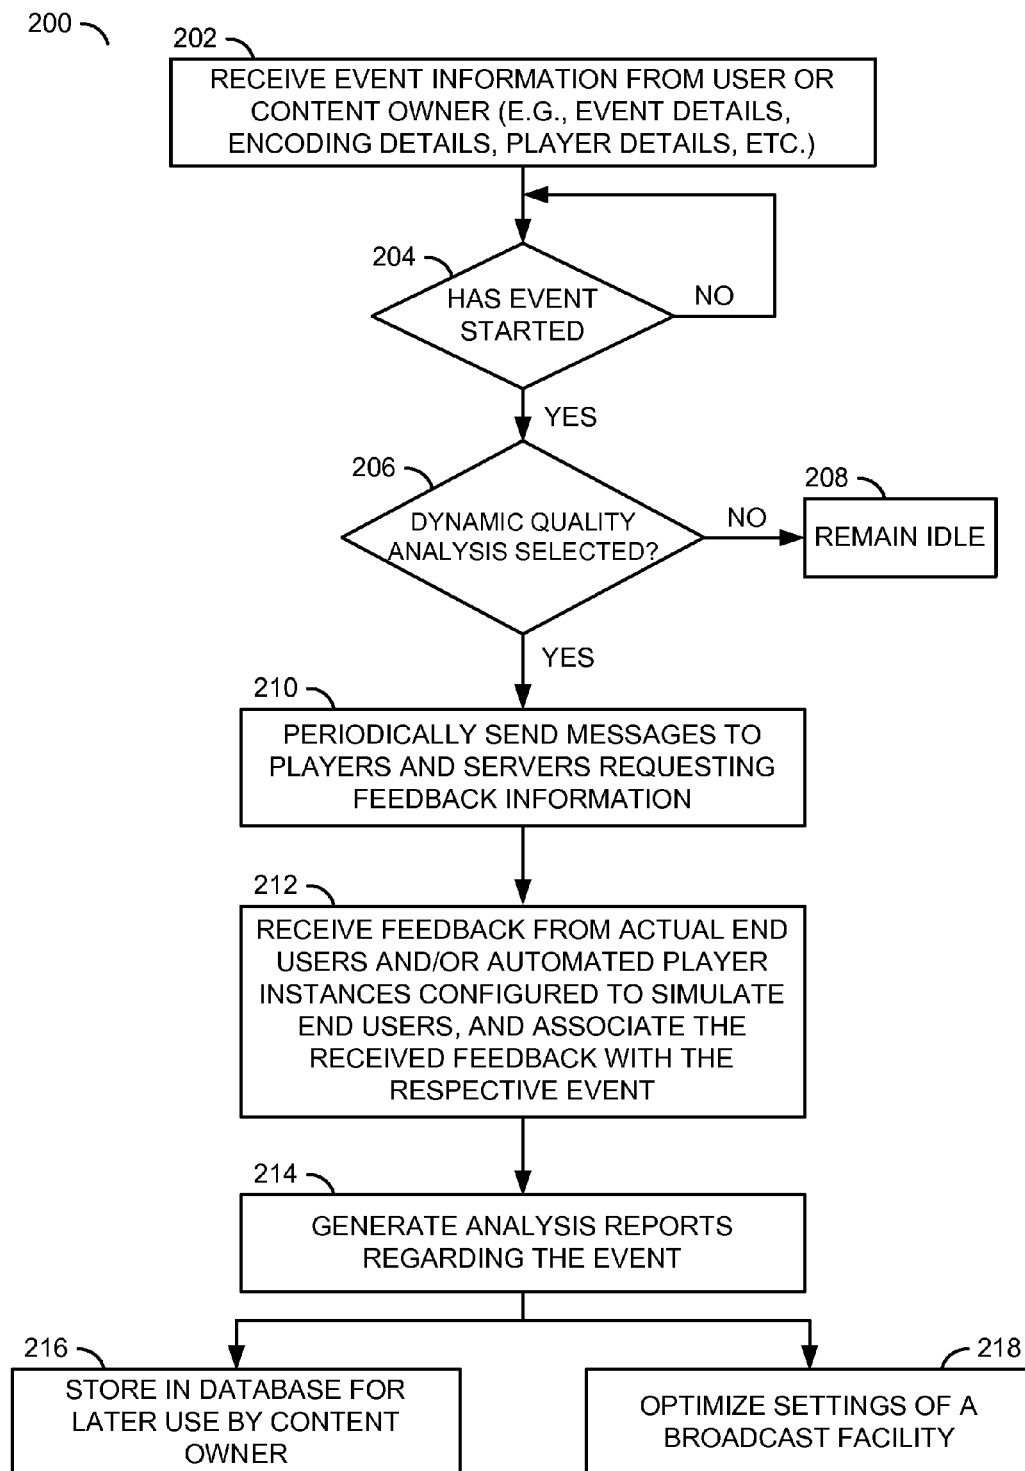 200
202
RECEIVE EVENT INFORMATION FROM USER OR
CONTENT OWNER (E.G., EVENT DETAILS,
ENCODING DETAILS, PLAYER DETAILS, ETC.)
204
HAS EVENT
STARTED
NO
YES
206
DYNAMIC QUALITY
ANALYSIS SELECTED?
NO
208
REMAIN IDLE
YES
210
PERIODICALLY SEND MESSAGES TO
PLAYERS AND SERVERS REQUESTING
FEEDBACK INFORMATION
212
RECEIVE FEEDBACK FROM ACTUAL END
USERS AND/OR AUTOMATED PLAYER
INSTANCES CONFIGURED TO SIMULATE
END USERS, AND ASSOCIATE THE
RECEIVED FEEDBACK WITH THE
RESPECTIVE EVENT
214
GENERATE ANALYSIS REPORTS
REGARDING THE EVENT
216
STORE IN DATABASE FOR
LATER USE BY CONTENT
OWNER
218
OPTIMIZE SETTINGS OF A
BROADCAST FACILITY